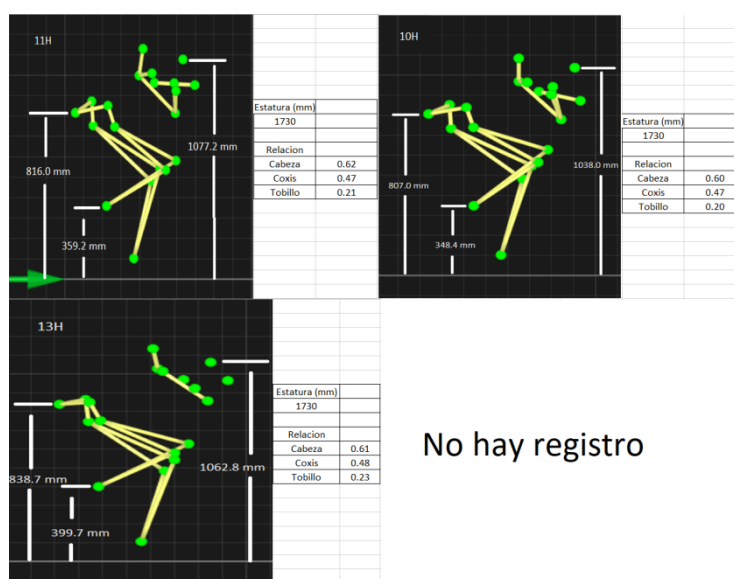 11H
1077.2 mm
816.0 mm
359.2 mm
Estatura (mm)
1730
Relacion
Cabeza 0.62
Coxis 0.47
Tobillo 0.21
10H
1038.0 mm
807.0 mm
348.4 mm
Estatura (mm)
1730
Relacion
Cabeza 0.60
Coxis 0.47
Tobillo 0.20
13H
1062.8 mm
838.7 mm
399.7 mm
Estatura (mm)
1730
Relacion
Cabeza 0.61
Coxis 0.48
Tobillo 0.23
No hay registro